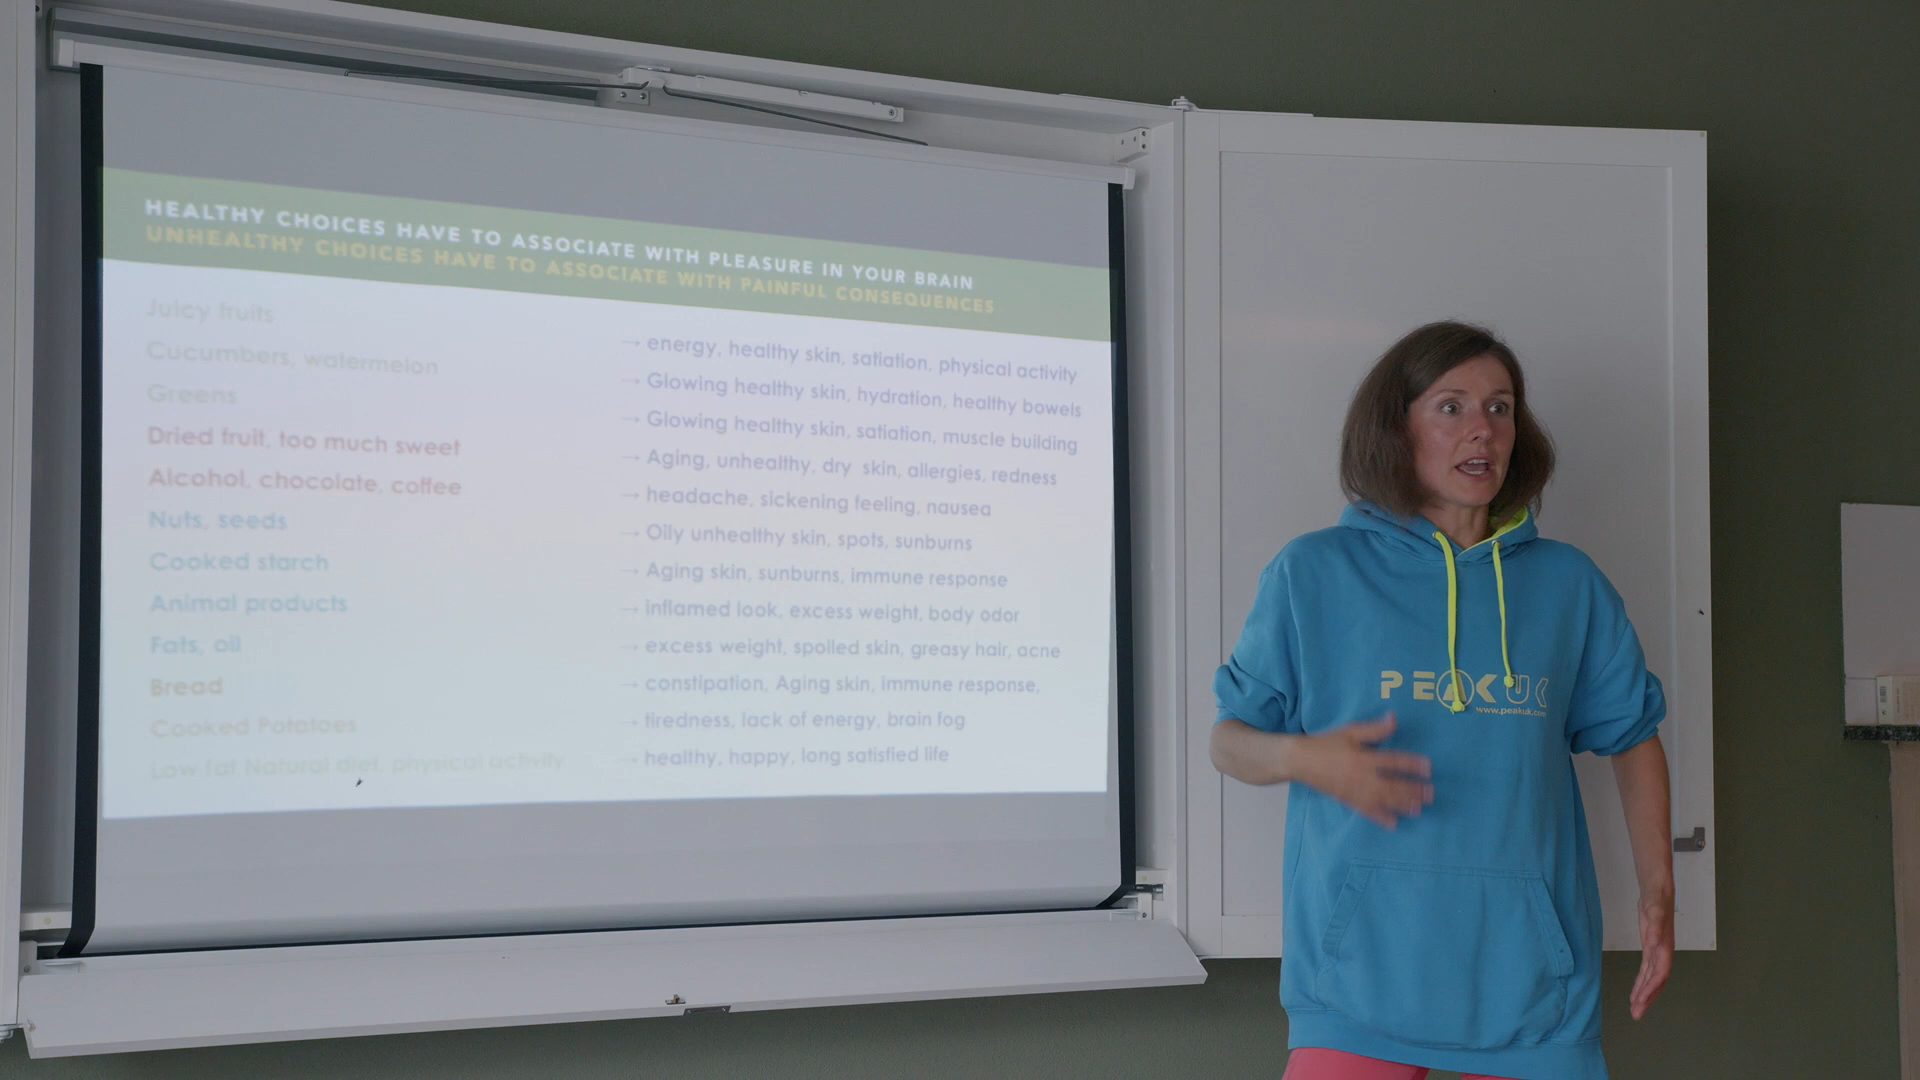 HEALTHY CHOICES HAVE TO ASSOCIATE WITH PLEASURE IN YOUR BRAIN
UNHEALTHY CHOICES HAVE TO ASSOCIATE WITH PAINFUL CONSEQUENCES
Juicy fruits → energy, healthy skin, satiation, physical activity
Cucumbers, watermelon → Glowing healthy skin, hydration, healthy bowels
Greens → Glowing healthy skin, satiation, muscle building
Dried fruit, too much sweet → Aging, unhealthy, dry skin, allergies, redness
Alcohol, chocolate, coffee → headache, sickening feeling, nausea
Nuts, seeds → Oily unhealthy skin, spots, sunburns
Cooked starch → Aging skin, sunburns, immune response
Animal products → inflamed look, excess weight, body odor
Fats, oil → excess weight, spoiled skin, greasy hair, acne
Bread → constipation, Aging skin, immune response,
Cooked Potatoes → tiredness, lack of energy, brain fog
Low fat Natural diet, physical activity → healthy, happy, long satisfied life
PEAK UK
www.peakuk.com